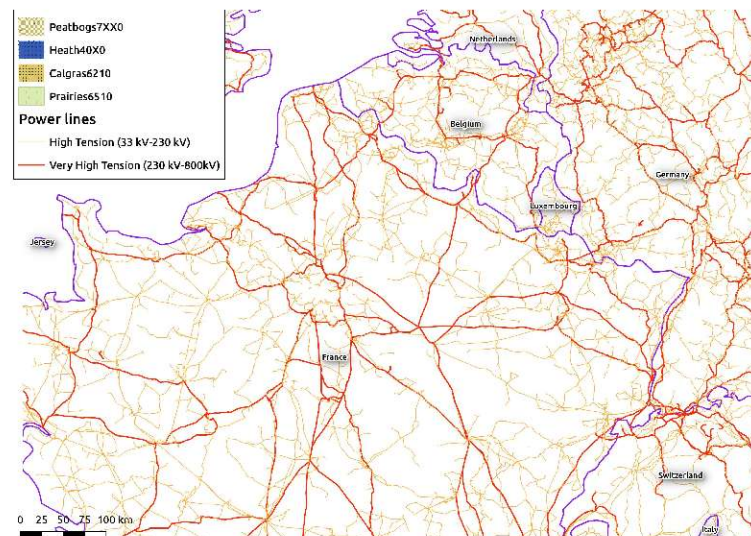 Peatbogs7XX0
Heath40X0
Calgras6210
Prairies6510
Power lines
High Tension (33 kV-230 kV)
Very High Tension (230 kV-800kV)
Netherlands
Belgium
Germany
Luxembourg
Jersey
France
Switzerland
Italy
0 25 50 75 100 km